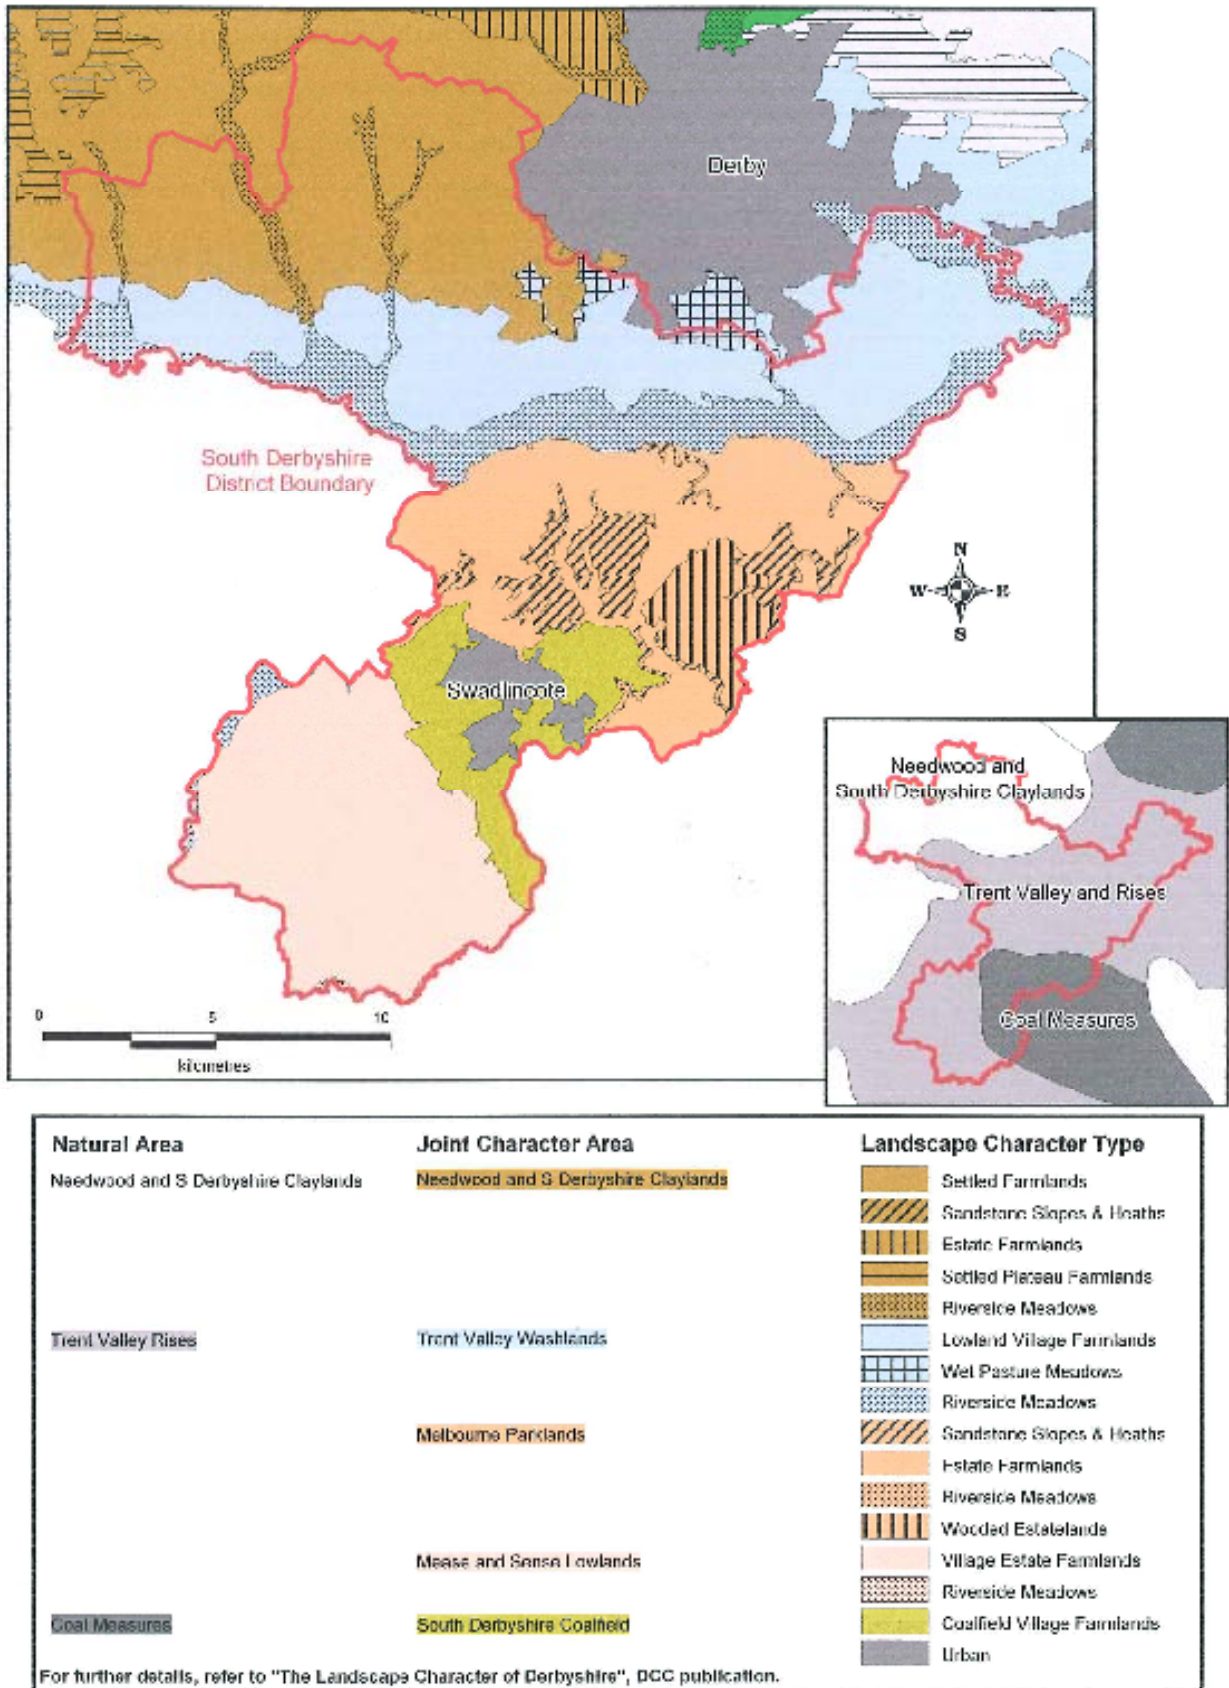 Derby
South Derbyshire
District Boundary
N
W E
S
Swadlincote
Needwood and
South Derbyshire Claylands
Trent Valley and Rises
Coal Measures
0 5 10
kilometres
Natural Area
Needwood and S Derbyshire Claylands
Trent Valley Rises
Coal Measures
Joint Character Area
Needwood and S Derbyshire Claylands
Trent Valley Washlands
Melbourne Parklands
Mease and Sense Lowlands
South Derbyshire Coalfield
Landscape Character Type
Settled Farmlands
Sandstone Slopes & Heaths
Estate Farmlands
Settled Plateau Farmlands
Riverside Meadows
Lowland Village Farmlands
Wet Pasture Meadows
Riverside Meadows
Sandstone Slopes & Heaths
Estate Farmlands
Riverside Meadows
Wooded Estatelands
Village Estate Farmlands
Riverside Meadows
Coalfield Village Farmlands
Urban
For further details, refer to "The Landscape Character of Derbyshire", DCC publication.